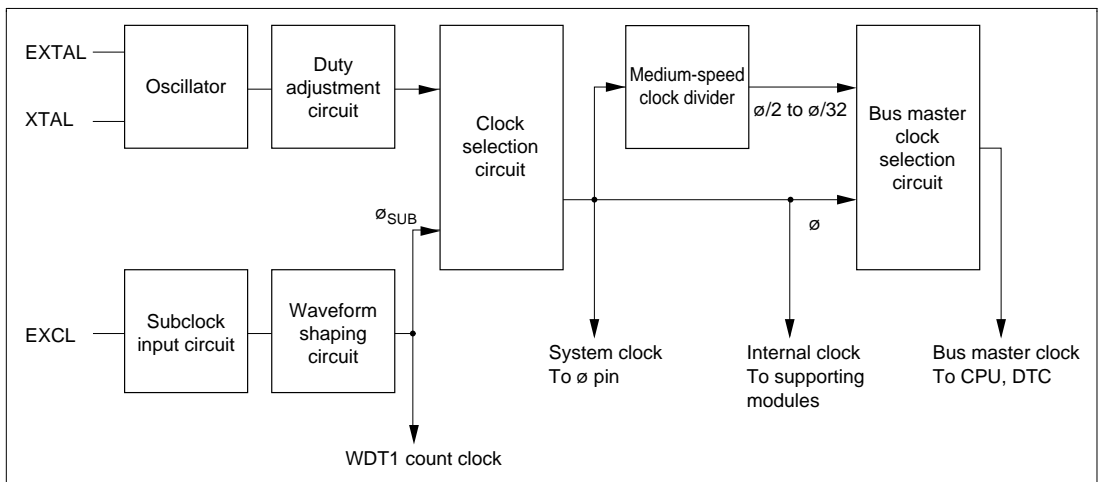 EXTAL
XTAL
Oscillator
Duty
adjustment
circuit
Clock
selection
circuit
Medium-speed
clock divider
ø/2 to ø/32
Bus master
clock
selection
circuit
øSUB
ø
EXCL
Subclock
input circuit
Waveform
shaping
circuit
System clock
To ø pin
Internal clock
To supporting
modules
Bus master clock
To CPU, DTC
WDT1 count clock